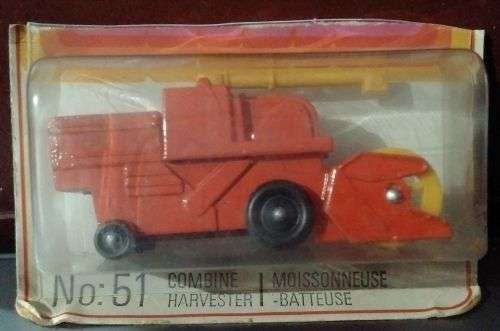 No: 51
COMBINE
HARVESTER
MOISSONNEUSE
-BATTEUSE